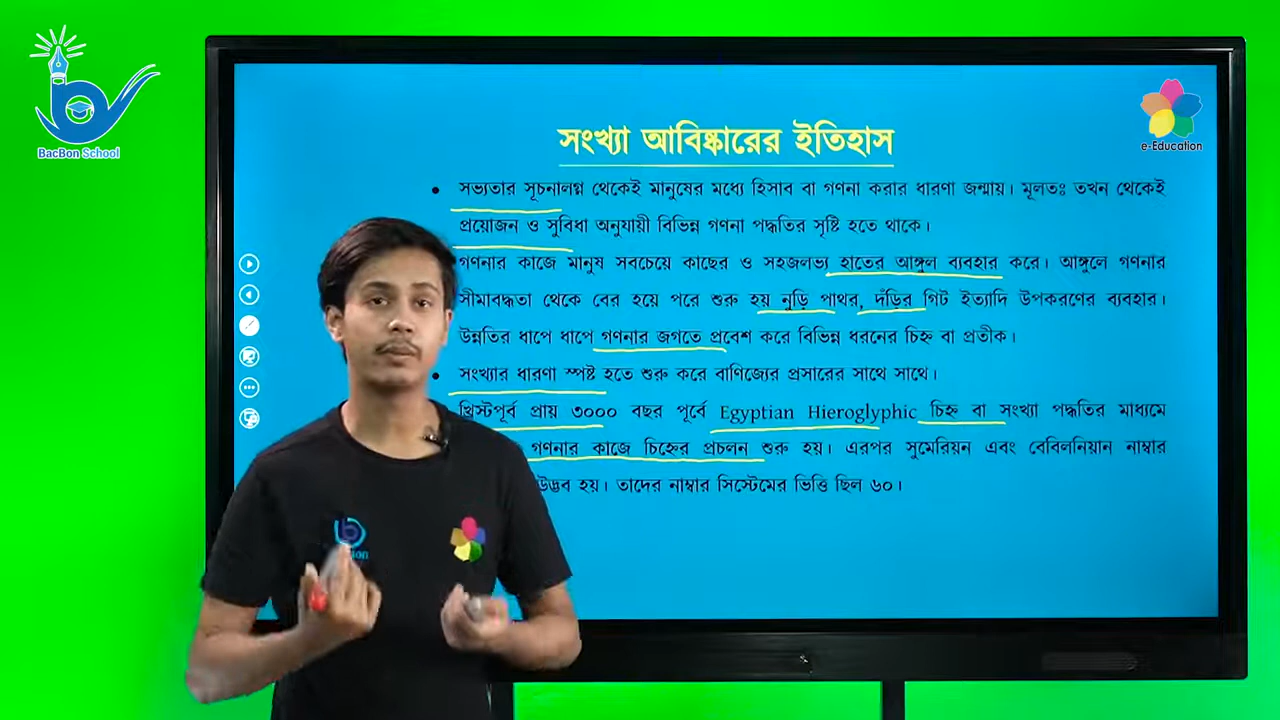 BacBon School
e-Education
সংখ্যা আবিষ্কারের ইতিহাস
সভ্যতার সূচনালগ্ন থেকেই মানুষের মধ্যে হিসাব বা গণনা করার ধারণা জন্মায়। মূলতঃ তখন থেকেই
প্রয়োজন ও সুবিধা অনুযায়ী বিভিন্ন গণনা পদ্ধতির সৃষ্টি হতে থাকে।
গণনার কাজে মানুষ সবচেয়ে কাছের ও সহজলভ্য হাতের আঙ্গুল ব্যবহার করে। আঙ্গুলে গণনার
সীমাবদ্ধতা থেকে বের হয়ে পরে শুরু হয় নুড়ি পাথর, দঁড়ির গিট ইত্যাদি উপকরণের ব্যবহার।
উন্নতির ধাপে ধাপে গণনার জগতে প্রবেশ করে বিভিন্ন ধরনের চিহ্ন বা প্রতীক।
সংখ্যার ধারণা স্পষ্ট হতে শুরু করে বাণিজ্যের প্রসারের সাথে সাথে।
খ্রিস্টপূর্ব প্রায় ৩০০০ বছর পূর্বে Egyptian Hieroglyphic চিহ্ন বা সংখ্যা পদ্ধতির মাধ্যমে
গণনার কাজে চিহ্নের প্রচলন শুরু হয়। এরপর সুমেরিয়ন এবং বেবিলনিয়ান নাম্বার
উদ্ভব হয়। তাদের নাম্বার সিস্টেমের ভিত্তি ছিল ৬০।